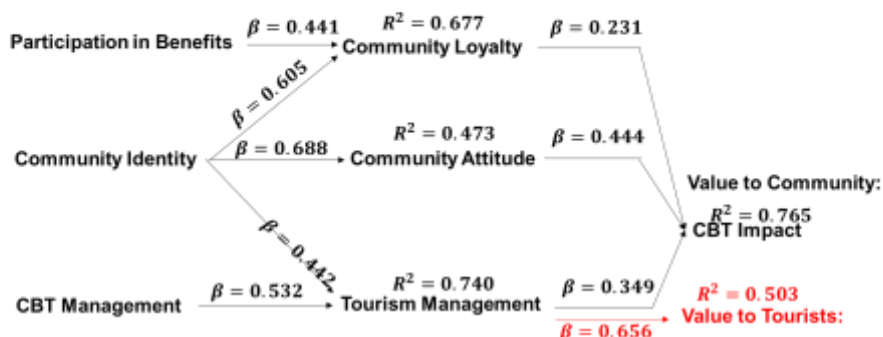 β = 0.441
R² = 0.677
β = 0.231
Participation in Benefits
Community Loyalty
β = 0.605
R² = 0.473
β = 0.444
Community Identity
β = 0.688
Community Attitude
Value to Community:
R² = 0.765
CBT Impact
β = 0.442
R² = 0.740
β = 0.349
R² = 0.503
CBT Management
β = 0.532
Tourism Management
Value to Tourists:
β = 0.656